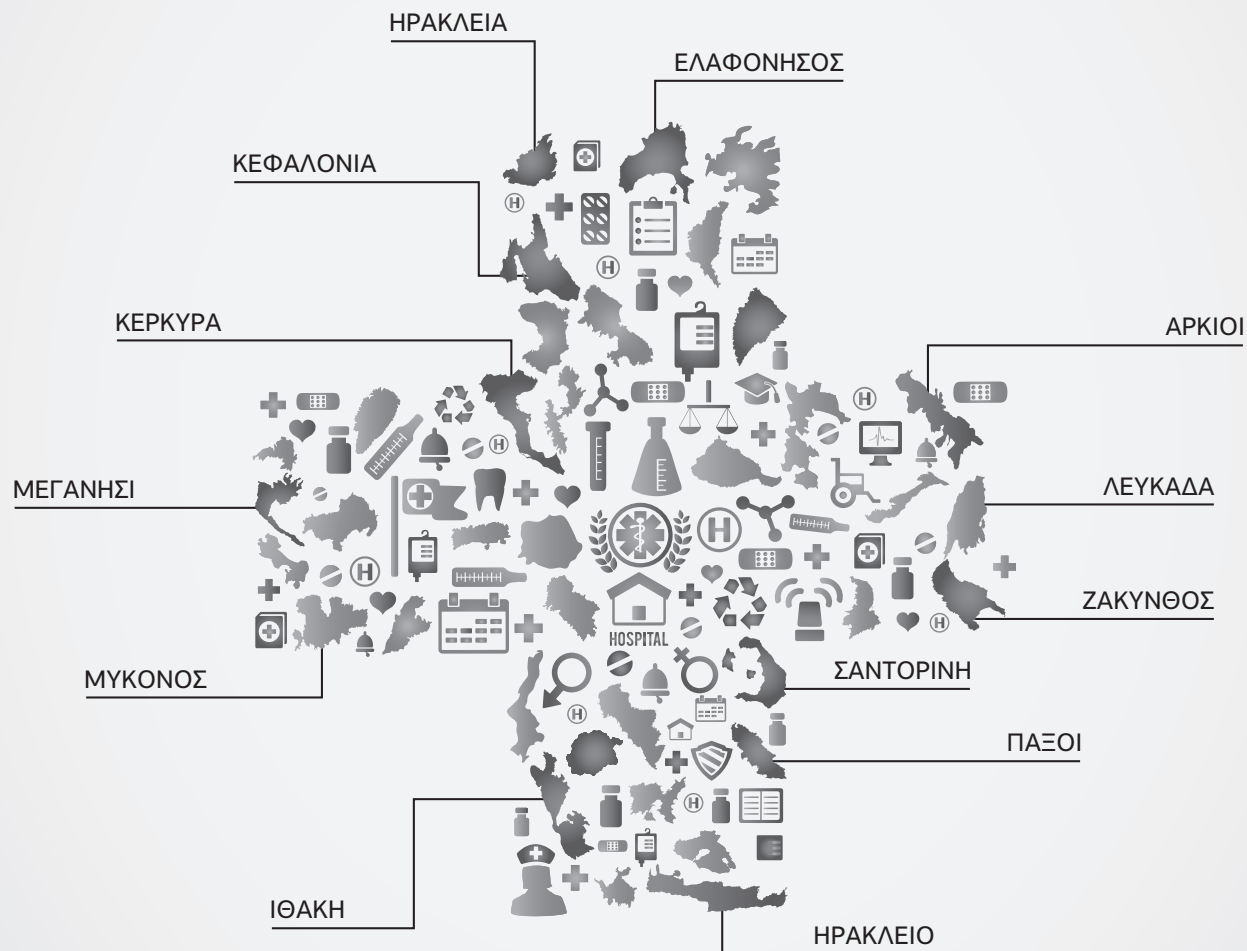 ΗΡΑΚΛΕΙΑ
ΕΛΑΦΟΝΗΣΟΣ
ΚΕΦΑΛΟΝΙΑ
ΚΕΡΚΥΡΑ
ΑΡΚΙΟΙ
ΜΕΓΑΝΗΣΙ
ΛΕΥΚΑΔΑ
ΖΑΚΥΝΘΟΣ
HOSPITAL
ΜΥΚΟΝΟΣ
ΣΑΝΤΟΡΙΝΗ
ΠΑΞΟΙ
ΙΘΑΚΗ
ΗΡΑΚΛΕΙΟ
H
H
H
H
H
H
H
H
H